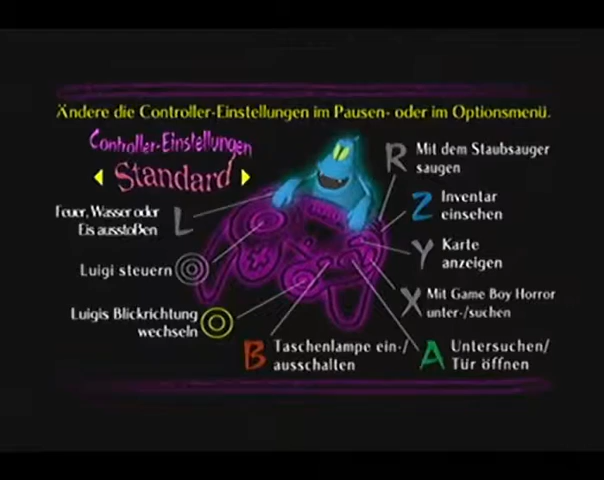 Ändere die Controller-Einstellungen im Pausen- oder im Optionsmenü.
Controller-Einstellungen
Standard
R
Mit dem Staubsauger
saugen
Feuer, Wasser oder
Eis ausstoßen
L
Z
Inventar
einsehen
Y
Karte
anzeigen
Luigi steuern
X
Mit Game Boy Horror
unter-/suchen
Luigis Blickrichtung
wechseln
B
Taschenlampe ein-/
ausschalten
A
Untersuchen/
Tür öffnen